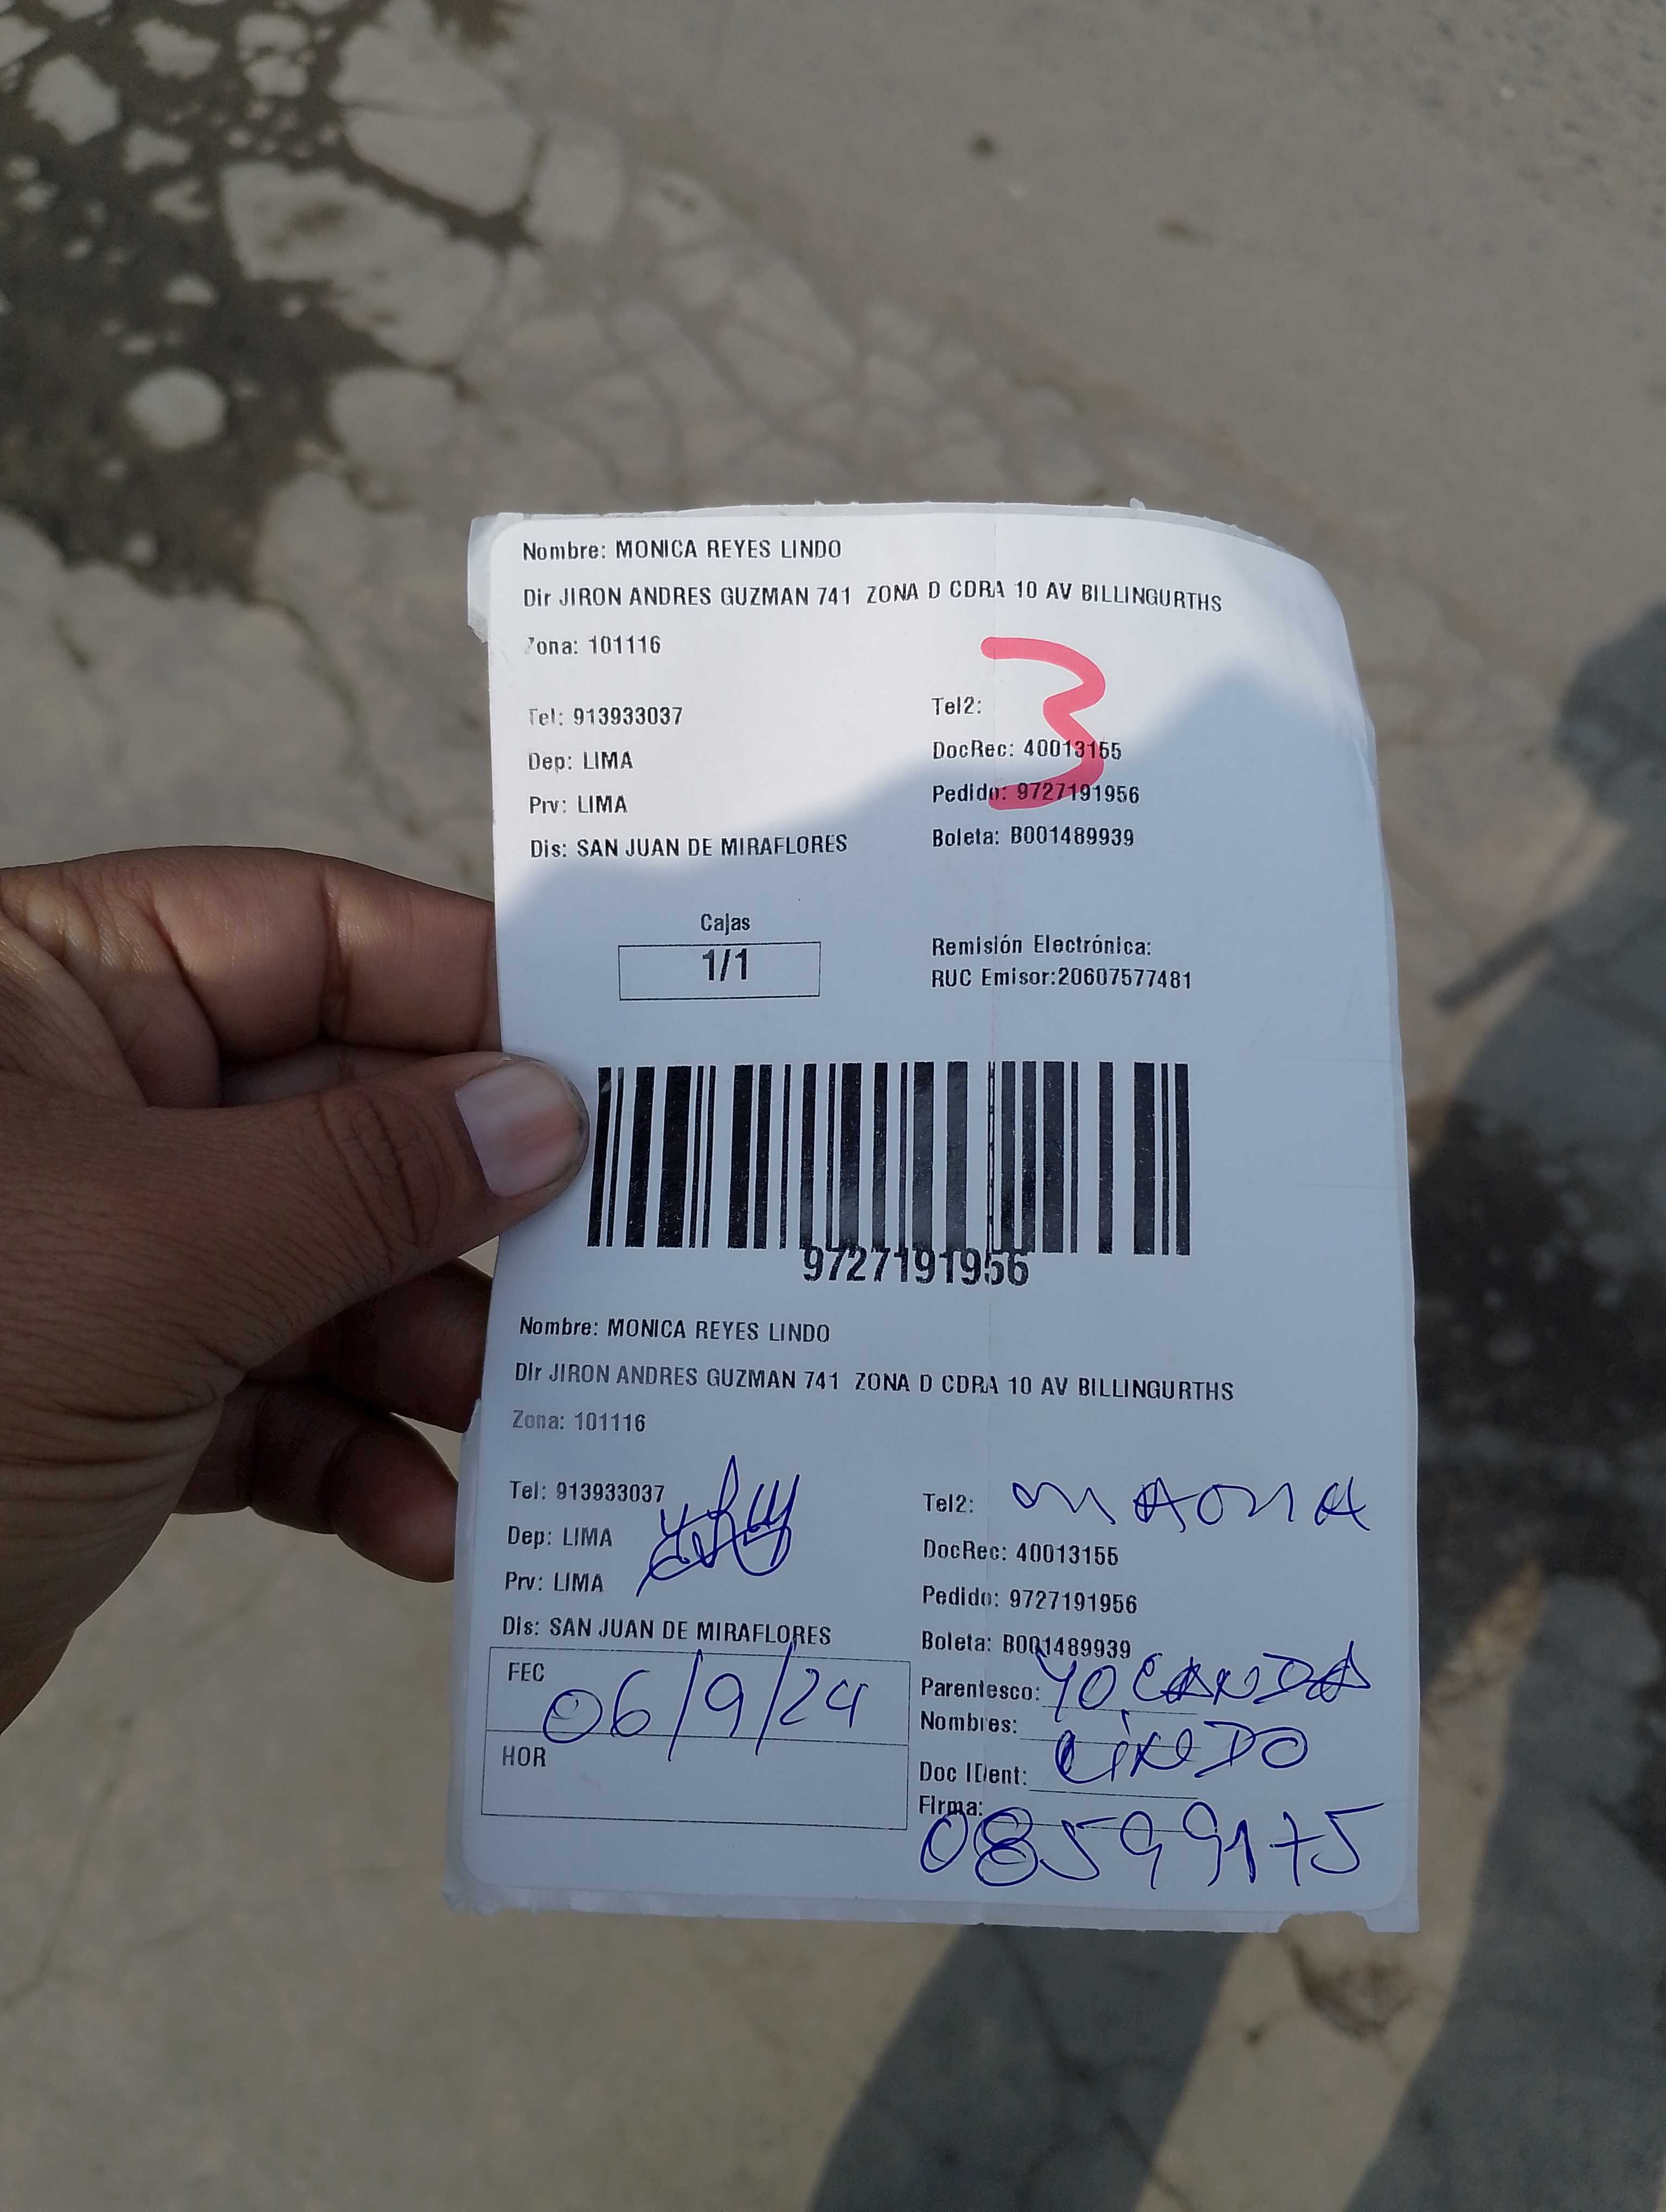 Nombre: MONICA REYES LINDO
Dir JIRON ANDRES GUZMAN 741 ZONA D CDRA 10 AV BILLINGURTHS
Zona: 101116
3
Tel: 913933037
Tel2:
Dep: LIMA
DocRec: 40013155
Prv: LIMA
Pedido: 9727191956
Dis: SAN JUAN DE MIRAFLORES
Boleta: B001489939
Cajas
1/1
Remisión Electrónica:
RUC Emisor:20607577481
9727191956
Nombre: MONICA REYES LINDO
Dir JIRON ANDRES GUZMAN 741 ZONA D CDRA 10 AV BILLINGURTHS
Zona: 101116
Tel: 913933037
Tel2:
Dep: LIMA
DocRec: 40013155
Prv: LIMA
Pedido: 9727191956
Dis: SAN JUAN DE MIRAFLORES
Boleta: B001489939
FEC 06/9/24
Parentesco:
Nombres:
HOR
Doc IDent:
Firma:
08599175